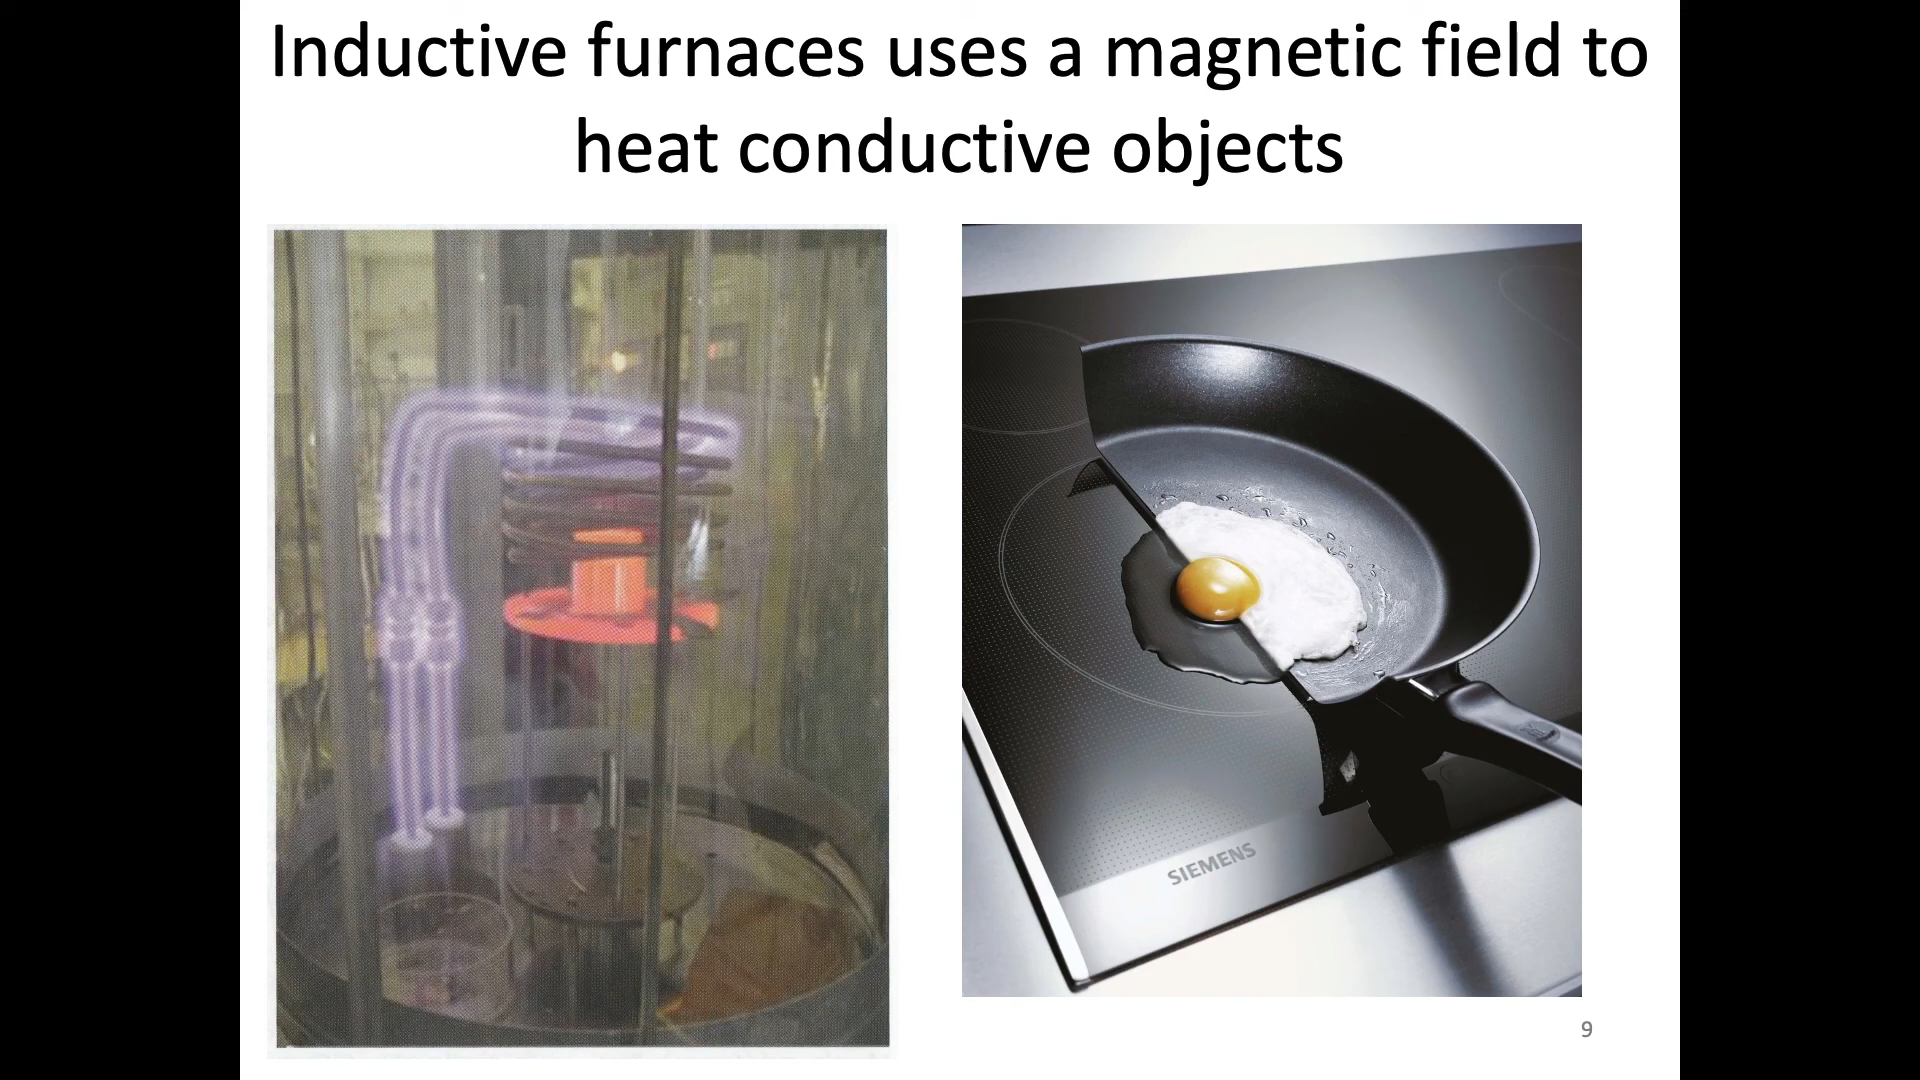 Inductive furnaces uses a magnetic field to
heat conductive objects
SIEMENS
9